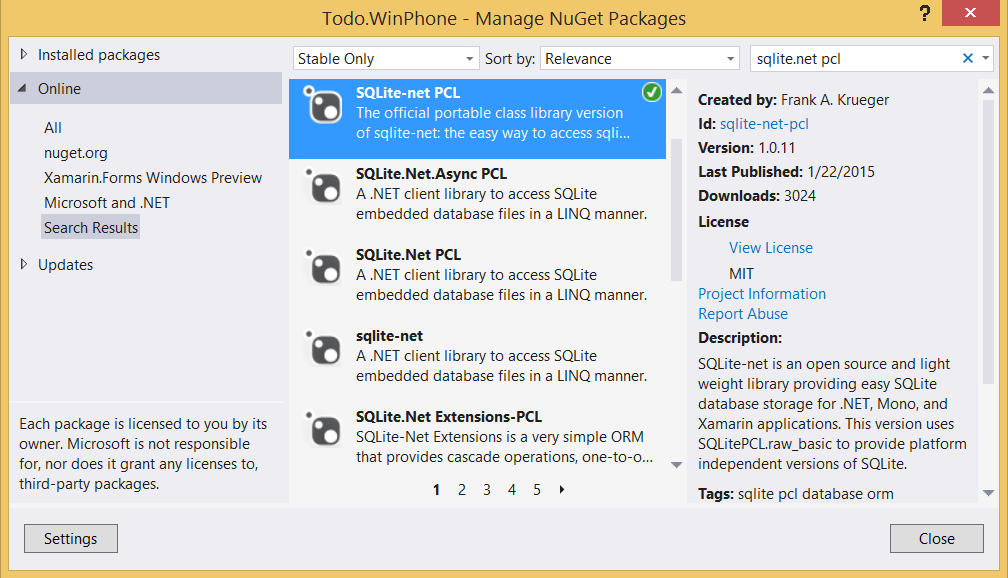 Todo.WinPhone - Manage NuGet Packages
?
Installed packages
Online
All
nuget.org
Xamarin.Forms Windows Preview
Microsoft and .NET
Search Results
Updates
Each package is licensed to you by its
owner. Microsoft is not responsible
for, nor does it grant any licenses to,
third-party packages.
Settings
Stable Only
Sort by: Relevance
sqlite.net pcl
SQLite-net PCL
The official portable class library version
of sqlite-net: the easy way to access sqli...
SQLite.Net.Async PCL
A .NET client library to access SQLite
embedded database files in a LINQ manner.
SQLite.Net PCL
A .NET client library to access SQLite
embedded database files in a LINQ manner.
sqlite-net
A .NET client library to access SQLite
embedded database files in a LINQ manner.
SQLite.Net Extensions-PCL
SQLite-Net Extensions is a very simple ORM
that provides cascade operations, one-to-o...
1 2 3 4 5
Created by: Frank A. Krueger
Id: sqlite-net-pcl
Version: 1.0.11
Last Published: 1/22/2015
Downloads: 3024
License
View License
MIT
Project Information
Report Abuse
Description:
SQLite-net is an open source and light
weight library providing easy SQLite
database storage for .NET, Mono, and
Xamarin applications. This version uses
SQLitePCL.raw_basic to provide platform
independent versions of SQLite.
Tags: sqlite pcl database orm
Close